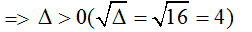 => Δ > 0(√Δ = √16 = 4)